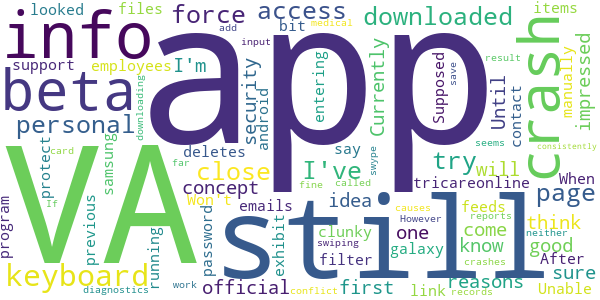 looked files force access downloaded items
info support employees I'm bit add input medical app Currently Supposed Until crash manually impressed
beta personal security android entering contact
downloading deletes I've say try will reasons
VA protect samsung card far close Won't fine called swype seems result save consistently
If concept idea tricareonline When page
program previous running password emails exhibit still one feeds come think
keyboard clunky swiping filter galaxy causes However reports neither know good After sure
diagnostics work official conflict first link records crashes reasons Unable